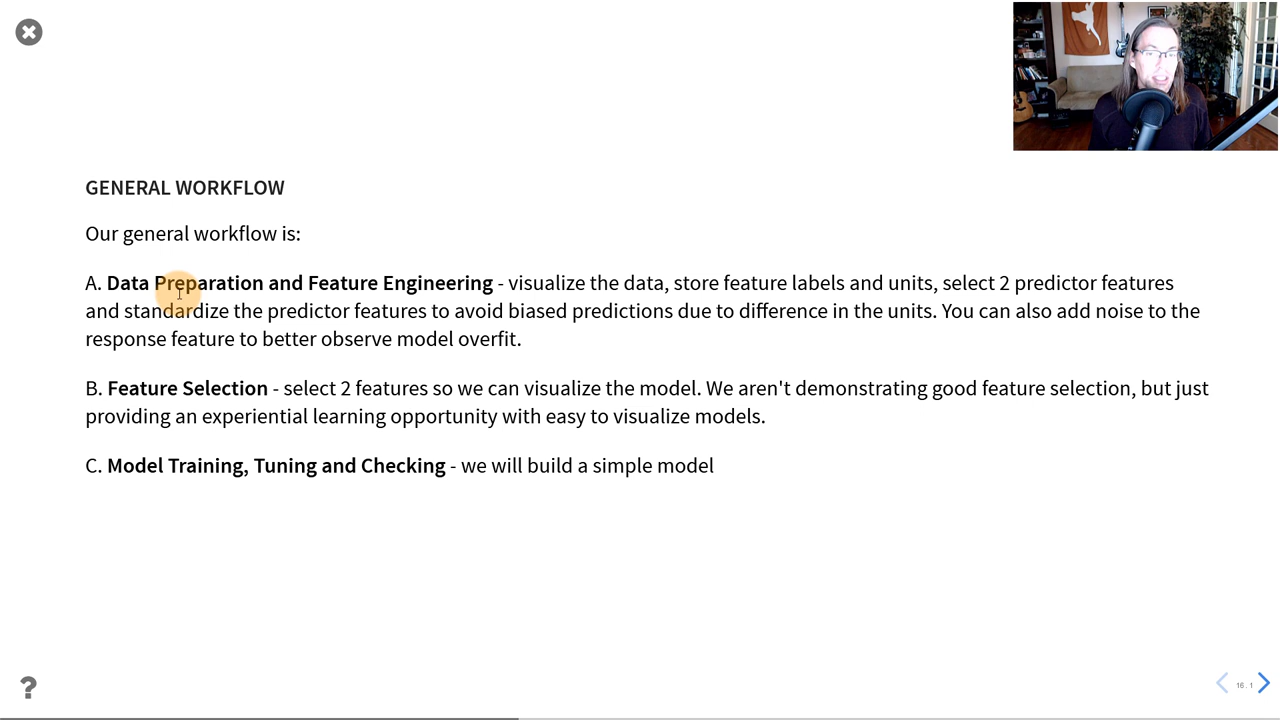 GENERAL WORKFLOW
Our general workflow is:
A. Data Preparation and Feature Engineering - visualize the data, store feature labels and units, select 2 predictor features
and standardize the predictor features to avoid biased predictions due to difference in the units. You can also add noise to the
response feature to better observe model overfit.
B. Feature Selection - select 2 features so we can visualize the model. We aren't demonstrating good feature selection, but just
providing an experiential learning opportunity with easy to visualize models.
C. Model Training, Tuning and Checking - we will build a simple model
?
16.1